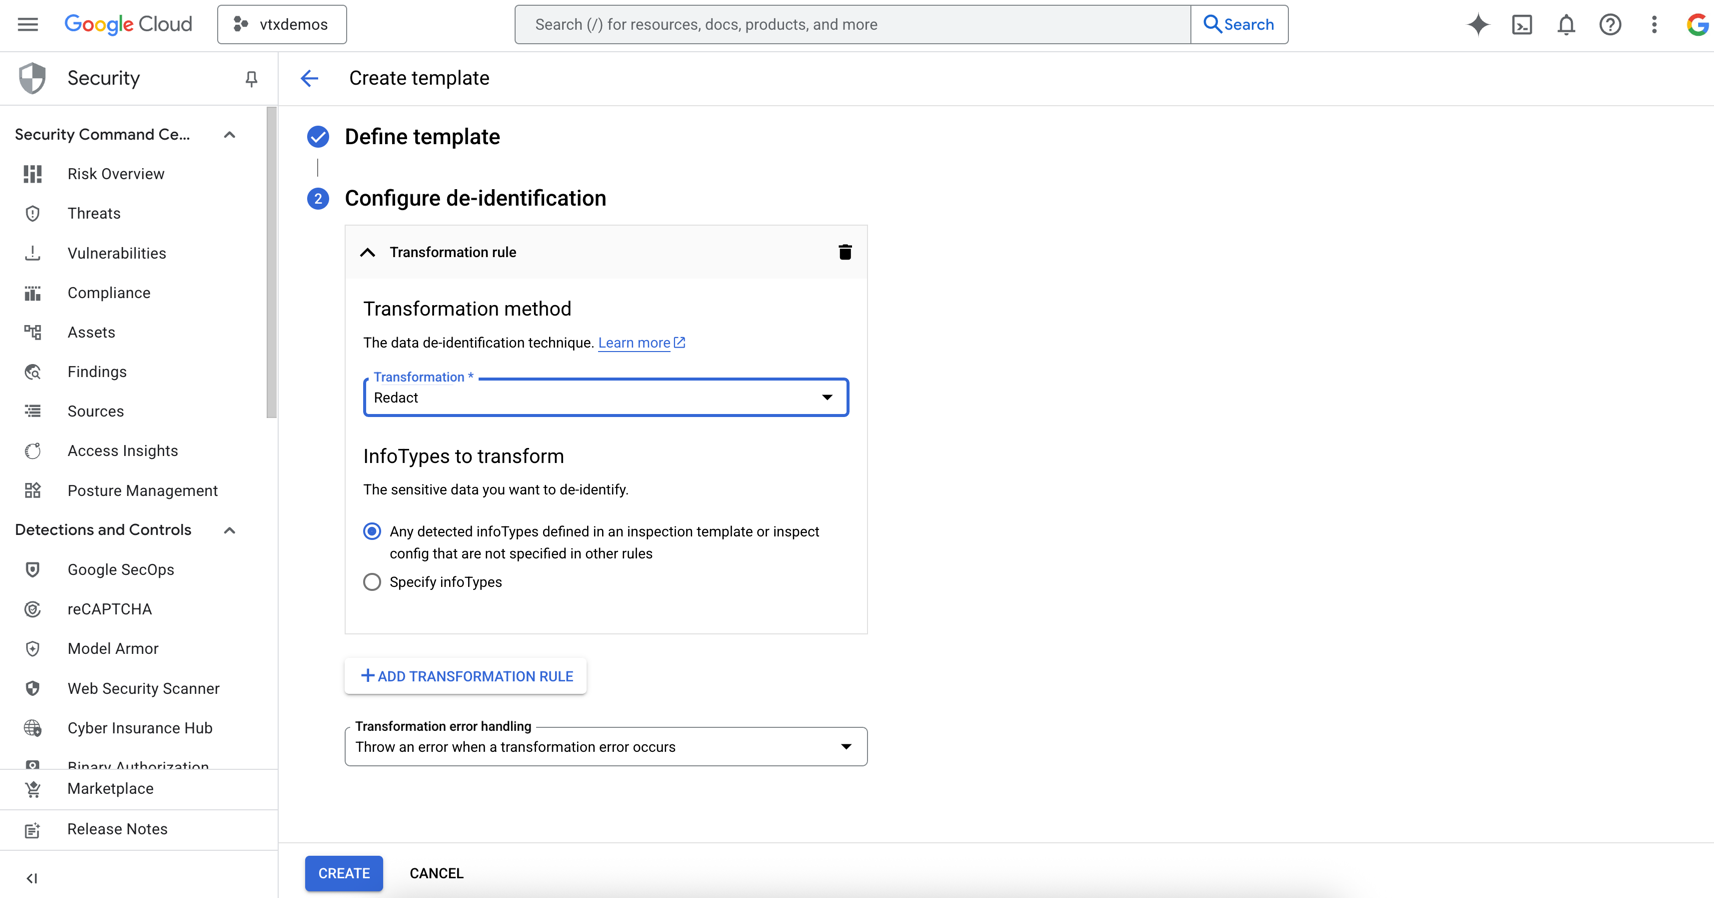 Google Cloud
vtxdemos
Search (/) for resources, docs, products, and more
Search
Security
Create template
Security Command Ce...
Risk Overview
Threats
Vulnerabilities
Compliance
Assets
Findings
Sources
Access Insights
Posture Management
Detections and Controls
Google SecOps
reCAPTCHA
Model Armor
Web Security Scanner
Cyber Insurance Hub
Binary Authorization
Marketplace
Release Notes
Define template
2
Configure de-identification
Transformation rule
Transformation method
The data de-identification technique. Learn more
Transformation *
Redact
InfoTypes to transform
The sensitive data you want to de-identify.
Any detected infoTypes defined in an inspection template or inspect
config that are not specified in other rules
Specify infoTypes
ADD TRANSFORMATION RULE
Transformation error handling
Throw an error when a transformation error occurs
CREATE
CANCEL